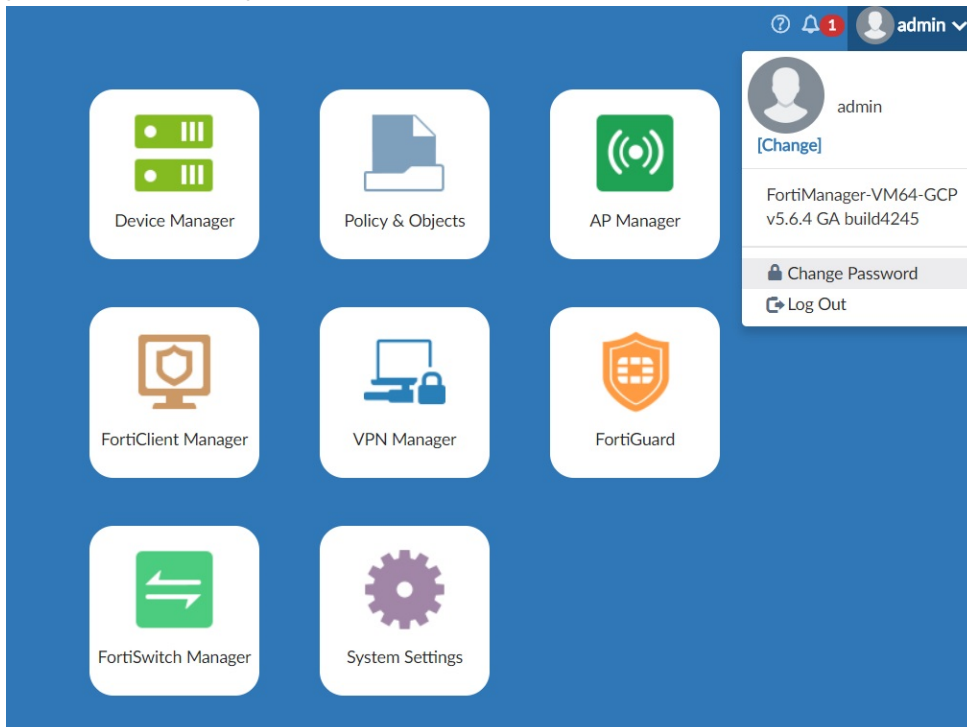 1
admin
admin
[Change]
FortiManager-VM64-GCP
v5.6.4 GA build4245
Change Password
Log Out
Device Manager
Policy & Objects
AP Manager
FortiClient Manager
VPN Manager
FortiGuard
FortiSwitch Manager
System Settings